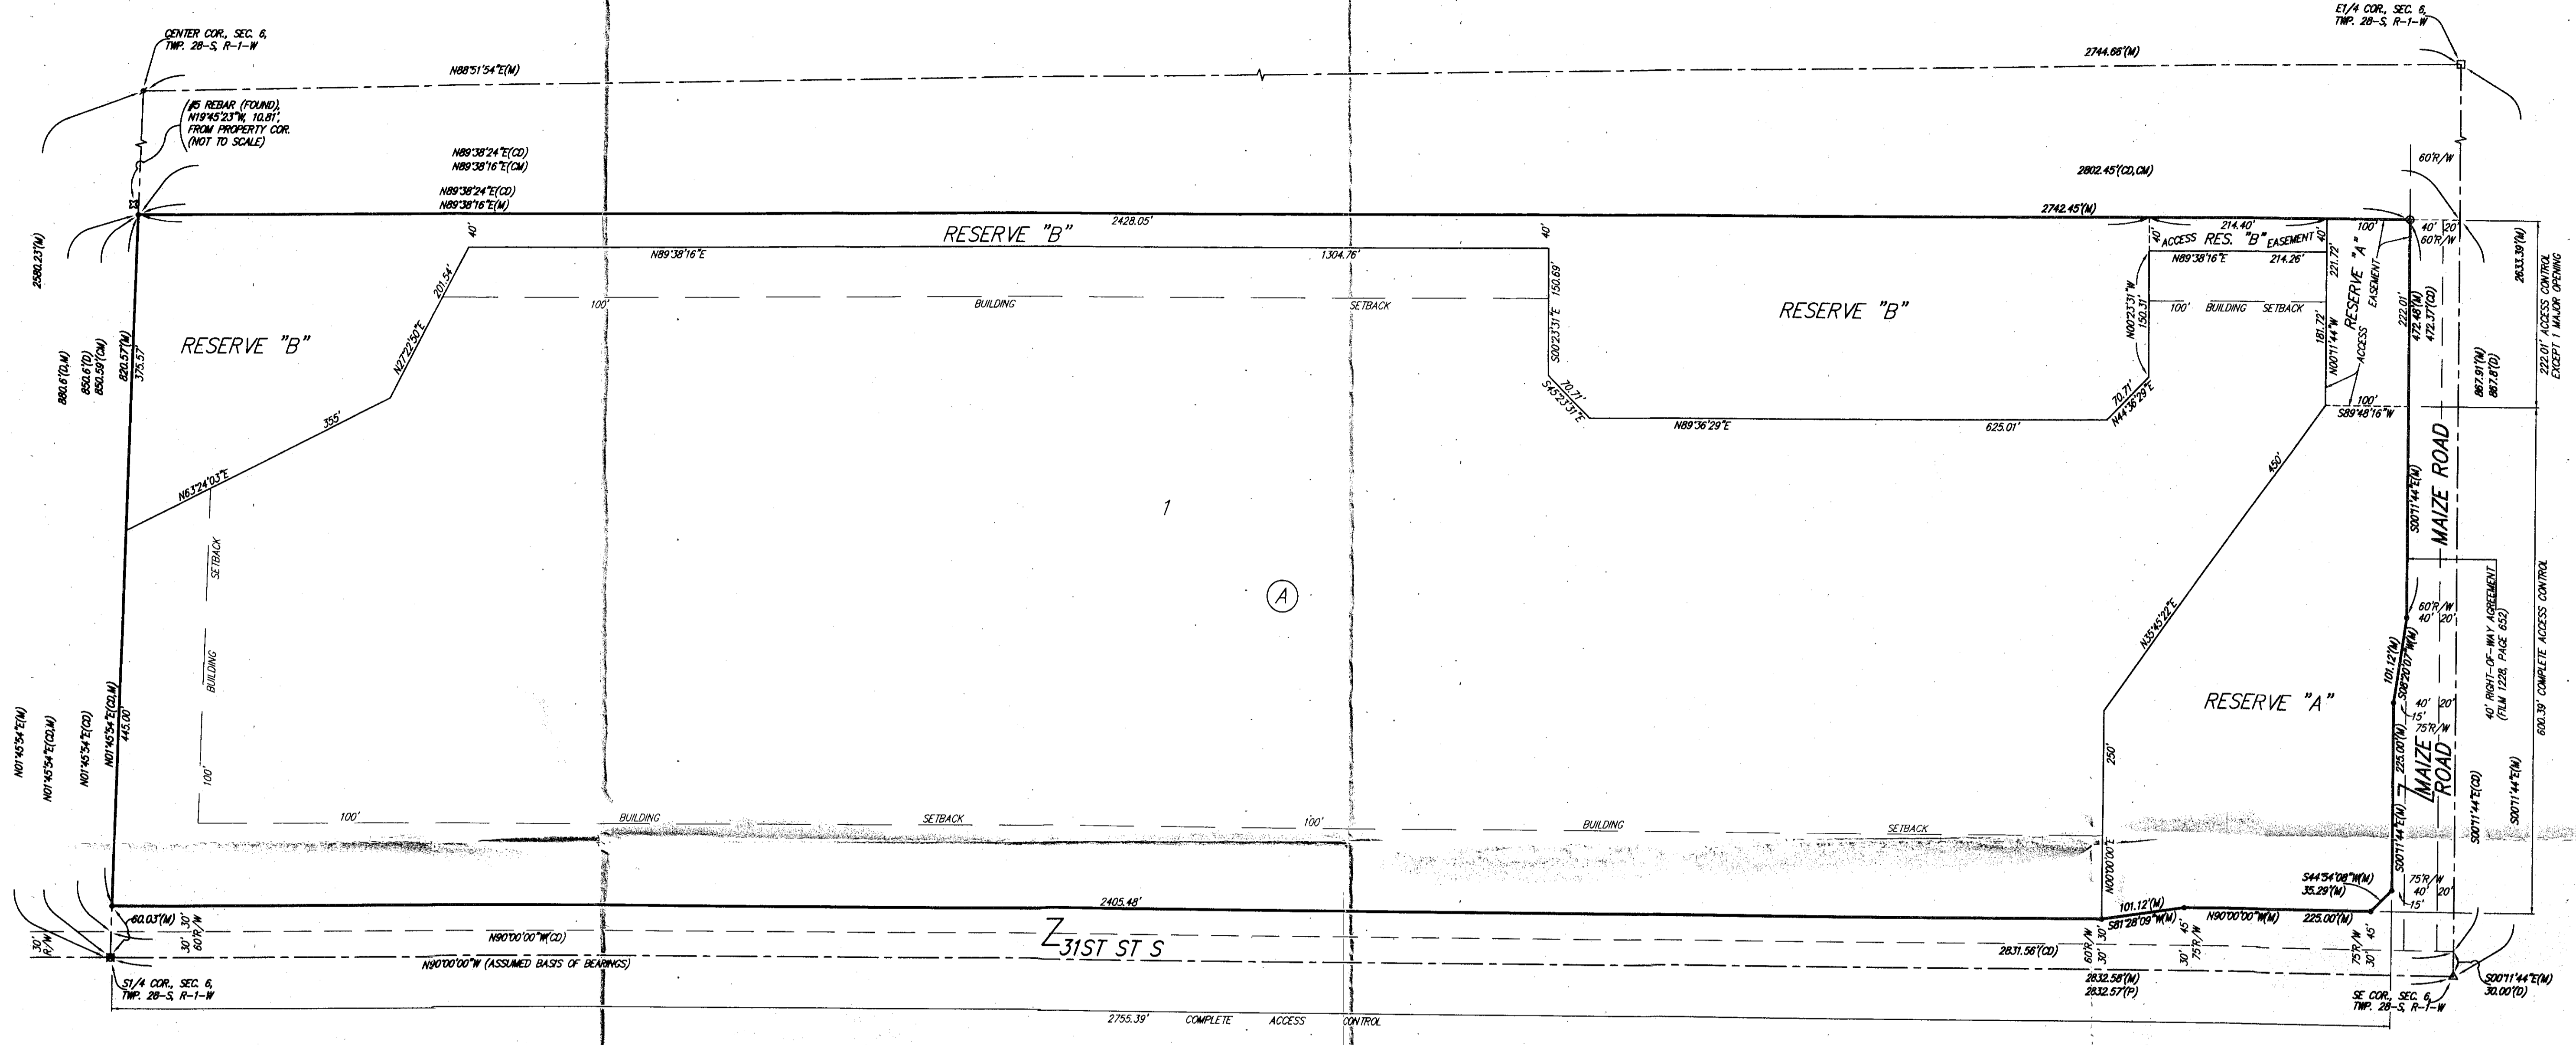 CENTER COR., SEC. 6,
TWP. 28-S, R-1-W
E1/4 COR., SEC. 6,
TWP. 28-S, R-1-W
N88°51'54"E(M)
2744.66'(M)
#5 REBAR (FOUND),
N19°45'23"W, 10.81',
FROM PROPERTY COR.
(NOT TO SCALE)
N89°38'24"E(CD)
N89°38'16"E(CM)
2802.45'(CD,CM)
60'R/W
N89°38'24"E(CD)
N89°38'16"E(M)
2428.05'
2742.45'(M)
40'
RESERVE "B"
40'
N89°38'16"E
1304.76'
40'
214.40'
40'
ACCESS RES. "B" EASEMENT
N89°38'16"E
214.26'
100'
40' 20'
60'R/W
221.72'
RESERVE "A"
ACCESS
EASEMENT
181.72'
N00°11'44"W
100'
S89°48'16"W
222.01'
472.48'(M)
472.37'(CD)
2633.39'(M)
222.01' ACCESS CONTROL
EXCEPT 1 MAJOR OPENING
867.91'(M)
867.8'(D)
2580.23'(M)
880.6'(D,M)
850.6'(D)
850.59'(CM)
820.57'(M)
375.57'
RESERVE "B"
201.54'
N27°22'50"E
355'
N63°24'03"E
100'
BUILDING
SETBACK
150.69'
S00°23'31"E
70.71'
S45°23'31"E
RESERVE "B"
N89°36'29"E
625.01'
70.71'
N44°36'29"E
N00°23'31"W
150.31'
100' BUILDING SETBACK
450'
N35°45'22"E
S00°11'44"E(M)
MAIZE ROAD
1
A
SETBACK
BUILDING
100'
60'R/W
40' 20'
101.12'(M)
S08°20'07"W(M)
40' RIGHT-OF-WAY AGREEMENT
(FILM 1228, PAGE 652)
600.39' COMPLETE ACCESS CONTROL
RESERVE "A"
40' 20'
15'
75'R/W
MAIZE
ROAD
225.00'(M)
S00°11'44"E(M)
S00°11'44"E(CD)
S00°11'44"E(M)
N01°45'54"E(M)
N01°45'54"E(CD,M)
N01°45'54"E(CD)
N01°45'54"E(CD,M)
445.00'
250'
N00°00'00"E
100'
BUILDING
SETBACK
100'
BUILDING
SETBACK
S44°54'08"W(M)
35.29'(M)
75'R/W
40' 20'
15'
2405.48'
101.12'(M)
S81°28'09"W(M)
N90°00'00"W(M)
225.00'(M)
60.03'(M)
30' 30'
60'R/W
30'
R/W
N90°00'00"W(CD)
31ST ST S
2831.56'(CD)
30' 30'
60'R/W
30' 45'
75'R/W
30' 45'
75'R/W
N90°00'00"W (ASSUMED BASIS OF BEARINGS)
2832.58'(M)
2832.57'(P)
S1/4 COR., SEC. 6,
TWP. 28-S, R-1-W
SE COR., SEC. 6,
TWP. 28-S, R-1-W
S00°11'44"E(M)
30.00'(D)
2755.39' COMPLETE ACCESS CONTROL